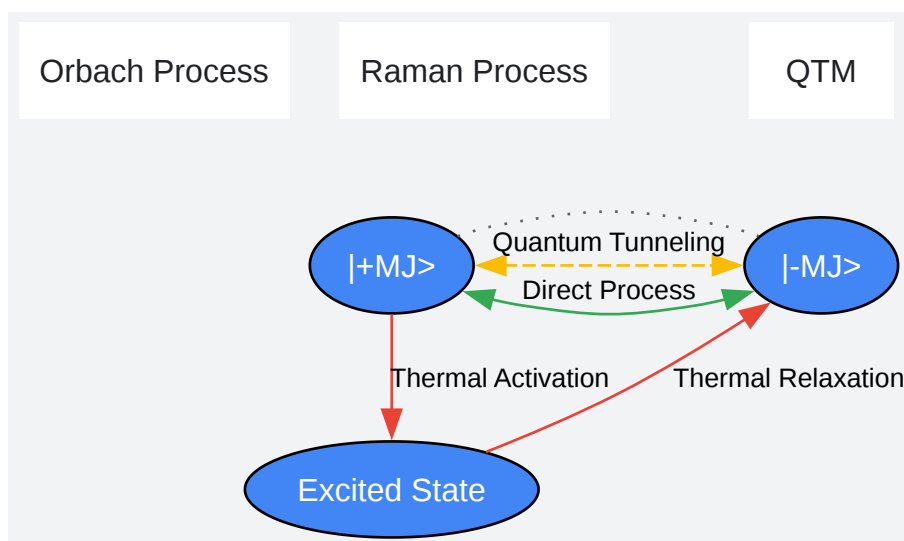 Orbach Process
Raman Process
QTM
|+MJ>
Quantum Tunneling
|-MJ>
Direct Process
Thermal Activation
Thermal Relaxation
Excited State